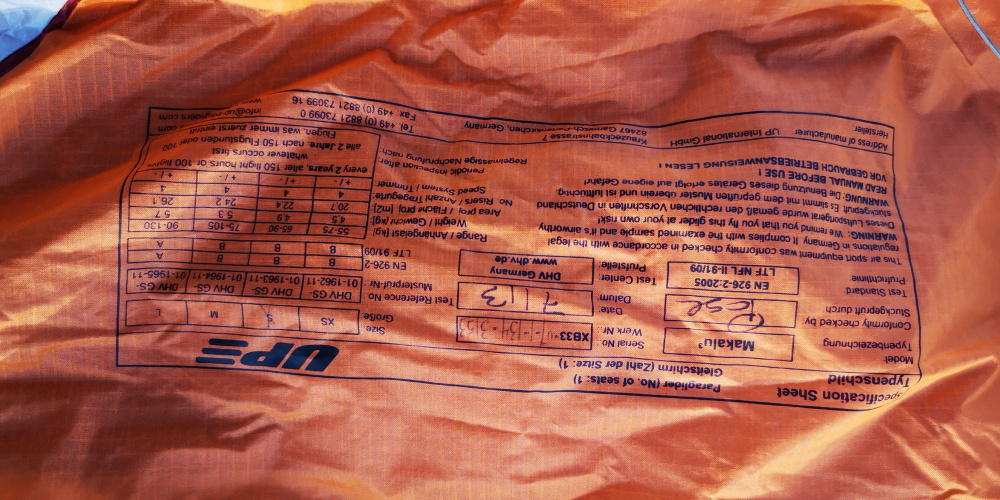 Specification Sheet
Typenschild
Paraglider (No. of seats: 1)
Gleitschirm (Zahl der Sitze: 1)
UP
Model
Typenbezeichnung
Makalu³
Serial No
Werk Nr
XB33
Conformity checked by
Stückgeprüft durch
Date:
Datum:
7/13
Test Standard
Prüfrichtlinie
EN 926-2-2005
LTF NFL II-91/09
Test Center
Prüfstelle
DHV Germany
www.dhv.de
Size
Größe
XS S M L
Test Reference No.
Musterprüf-Nr
DHV GS-01-1962-11
DHV GS-01-1963-11
DHV GS-01-1964-11
DHV GS-01-1965-11
EN 926-2
LTF 91/09
B B B A
B B B A
Range / Anhängelast [kg] 55-75 65-90 75-105 90-130
Weight / Gewicht [kg] 4.5 4.9 5.3 5.7
Area proj / Fläche proj [m2] 20.7 22.4 24.2 26.1
No. Risers / Anzahl Tragegurte 4 4 4 4
Speed System / Trimmer +/- +/- +/- +/-
Periodic inspection after
Regelmässige Nachprüfung nach
every 2 years, after 150 flight hours or 100 flights
whatever occurs first
alle 2 Jahre, nach 150 Flugstunden oder 100
Flügen, was immer zuerst eintritt
This air sport equipment was conformity checked in accordance with the legal
regulations in Germany. It complies with the examined sample and it's airworthy
WARNING: We remind you that you fly this glider at your own risk!
Dieses Luftsportgerät wurde gemäß den rechtlichen Vorschriften in Deutschland
stückgeprüft. Es stimmt mit dem geprüften Muster überein und ist lufttüchtig
WARNUNG: Die Benutzung dieses Gerätes erfolgt auf eigene Gefahr!
READ MANUAL BEFORE USE !
VOR GEBRAUCH BETRIEBSANWEISUNG LESEN !
Address of manufacturer
Hersteller
UP International GmbH
Kreuzeckbahnstrasse 7
82467 Garmisch-Partenkirchen, Germany
Tel. +49 (0) 8821 73099 0
Fax +49 (0) 8821 73099 16